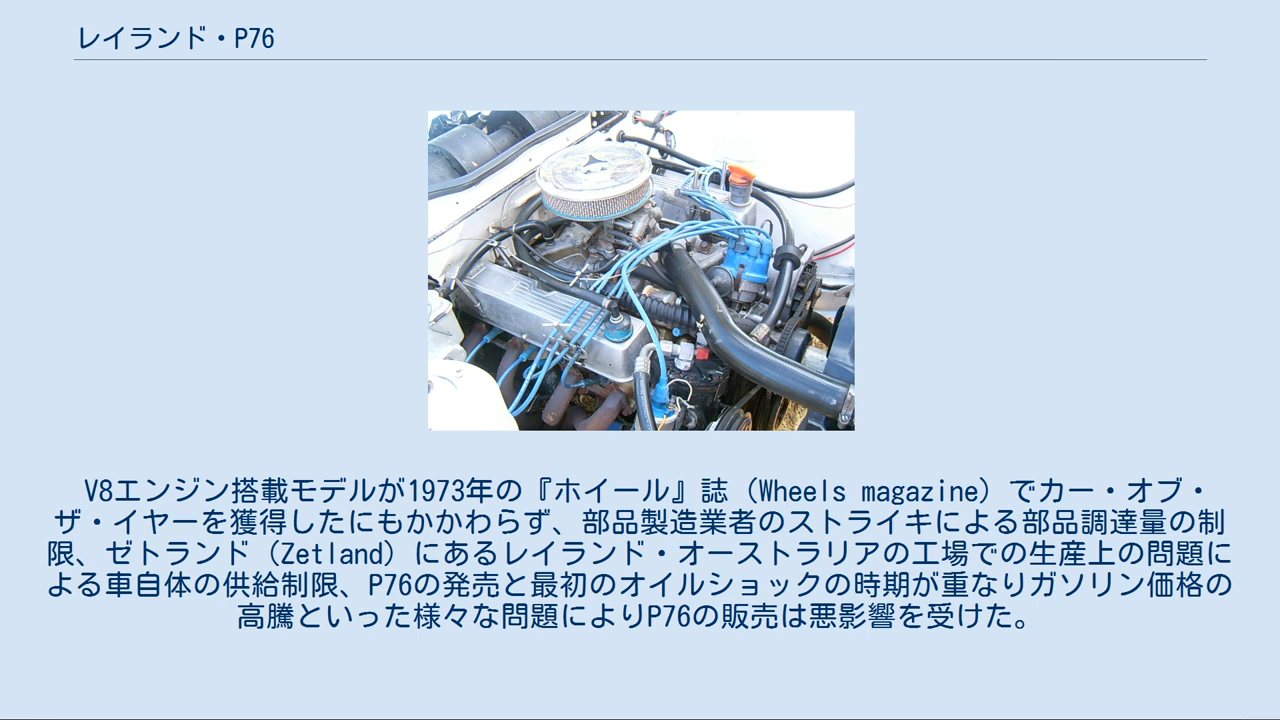 レイランド・P76
V8エンジン搭載モデルが1973年の『ホイール』誌（Wheels magazine）でカー・オブ・
ザ・イヤーを獲得したにもかかわらず、部品製造業者のストライキによる部品調達量の制
限、ゼトランド（Zetland）にあるレイランド・オーストラリアの工場での生産上の問題に
よる車自体の供給制限、P76の発売と最初のオイルショックの時期が重なりガソリン価格の
高騰といった様々な問題によりP76の販売は悪影響を受けた。